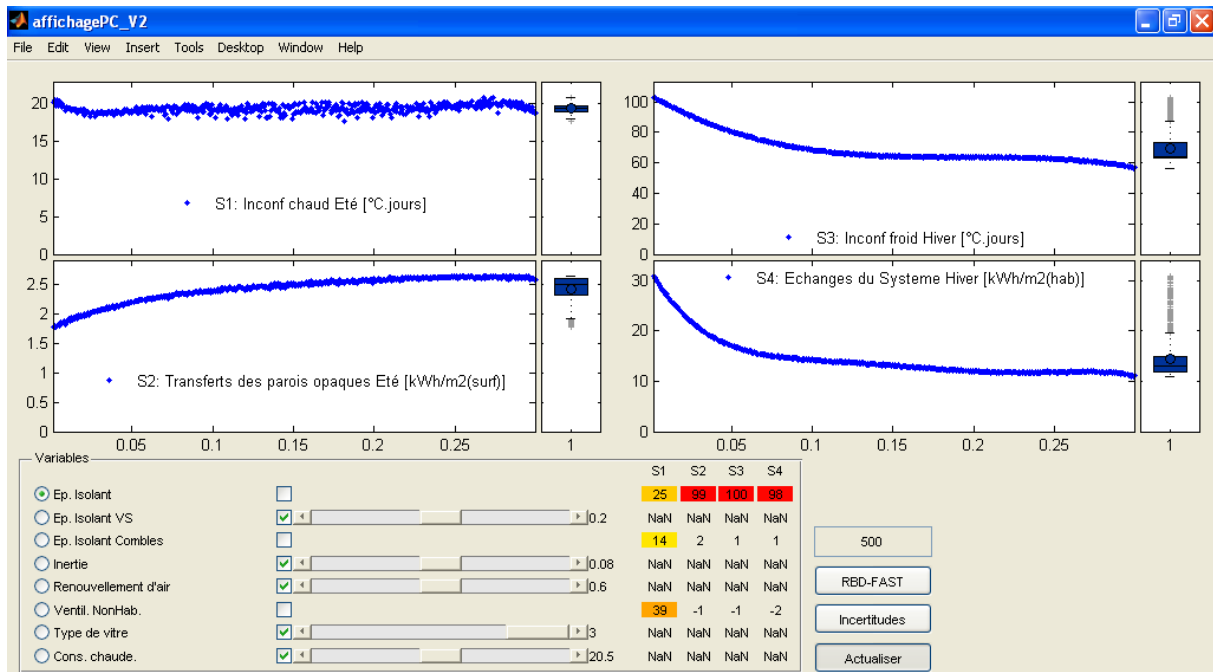 affichagePC_V2
File Edit View Insert Tools Desktop Window Help
20
15
10
5
0
S1: Inconf chaud Eté [°C.jours]
100
80
60
40
20
0
S3: Inconf froid Hiver [°C.jours]
2.5
2
1.5
1
0.5
0
S2: Transferts des parois opaques Eté [kWh/m2(surf)]
0.05 0.1 0.15 0.2 0.25
1
30
20
10
0
S4: Echanges du Systeme Hiver [kWh/m2(hab)]
0.05 0.1 0.15 0.2 0.25
1
Variables
S1 S2 S3 S4
Ep. Isolant 25 99 100 98
Ep. Isolant VS 0.2 NaN NaN NaN NaN
Ep. Isolant Combles 14 2 1 1
Inertie 0.08 NaN NaN NaN NaN
Renouvellement d'air 0.6 NaN NaN NaN NaN
Ventil. NonHab. 39 -1 -1 -2
Type de vitre 3 NaN NaN NaN NaN
Cons. chaude. 20.5 NaN NaN NaN NaN
500
RBD-FAST
Incertitudes
Actualiser